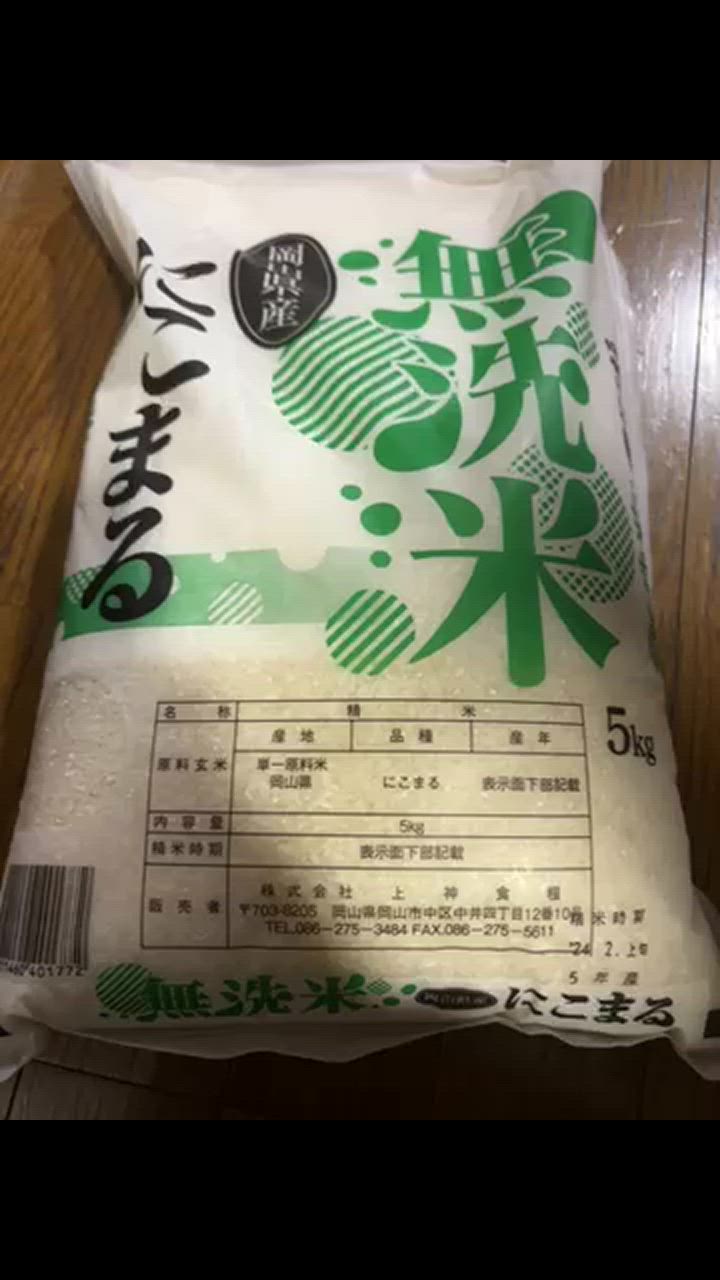 無洗米
岡山県産
にこまる
5kg
名称 精米
産地 品種 産年
原料玄米 単一原料米
岡山県 にこまる 表示面下部記載
内容量 5kg
精米時期 表示面下部記載
販売者 株式会社 上神食糧
〒703-8205 岡山県岡山市中区中井四丁目12番10号
TEL.086-275-3484 FAX.086-275-5611
精米時期
'24 2.上旬
5年産
無洗米 にこまる